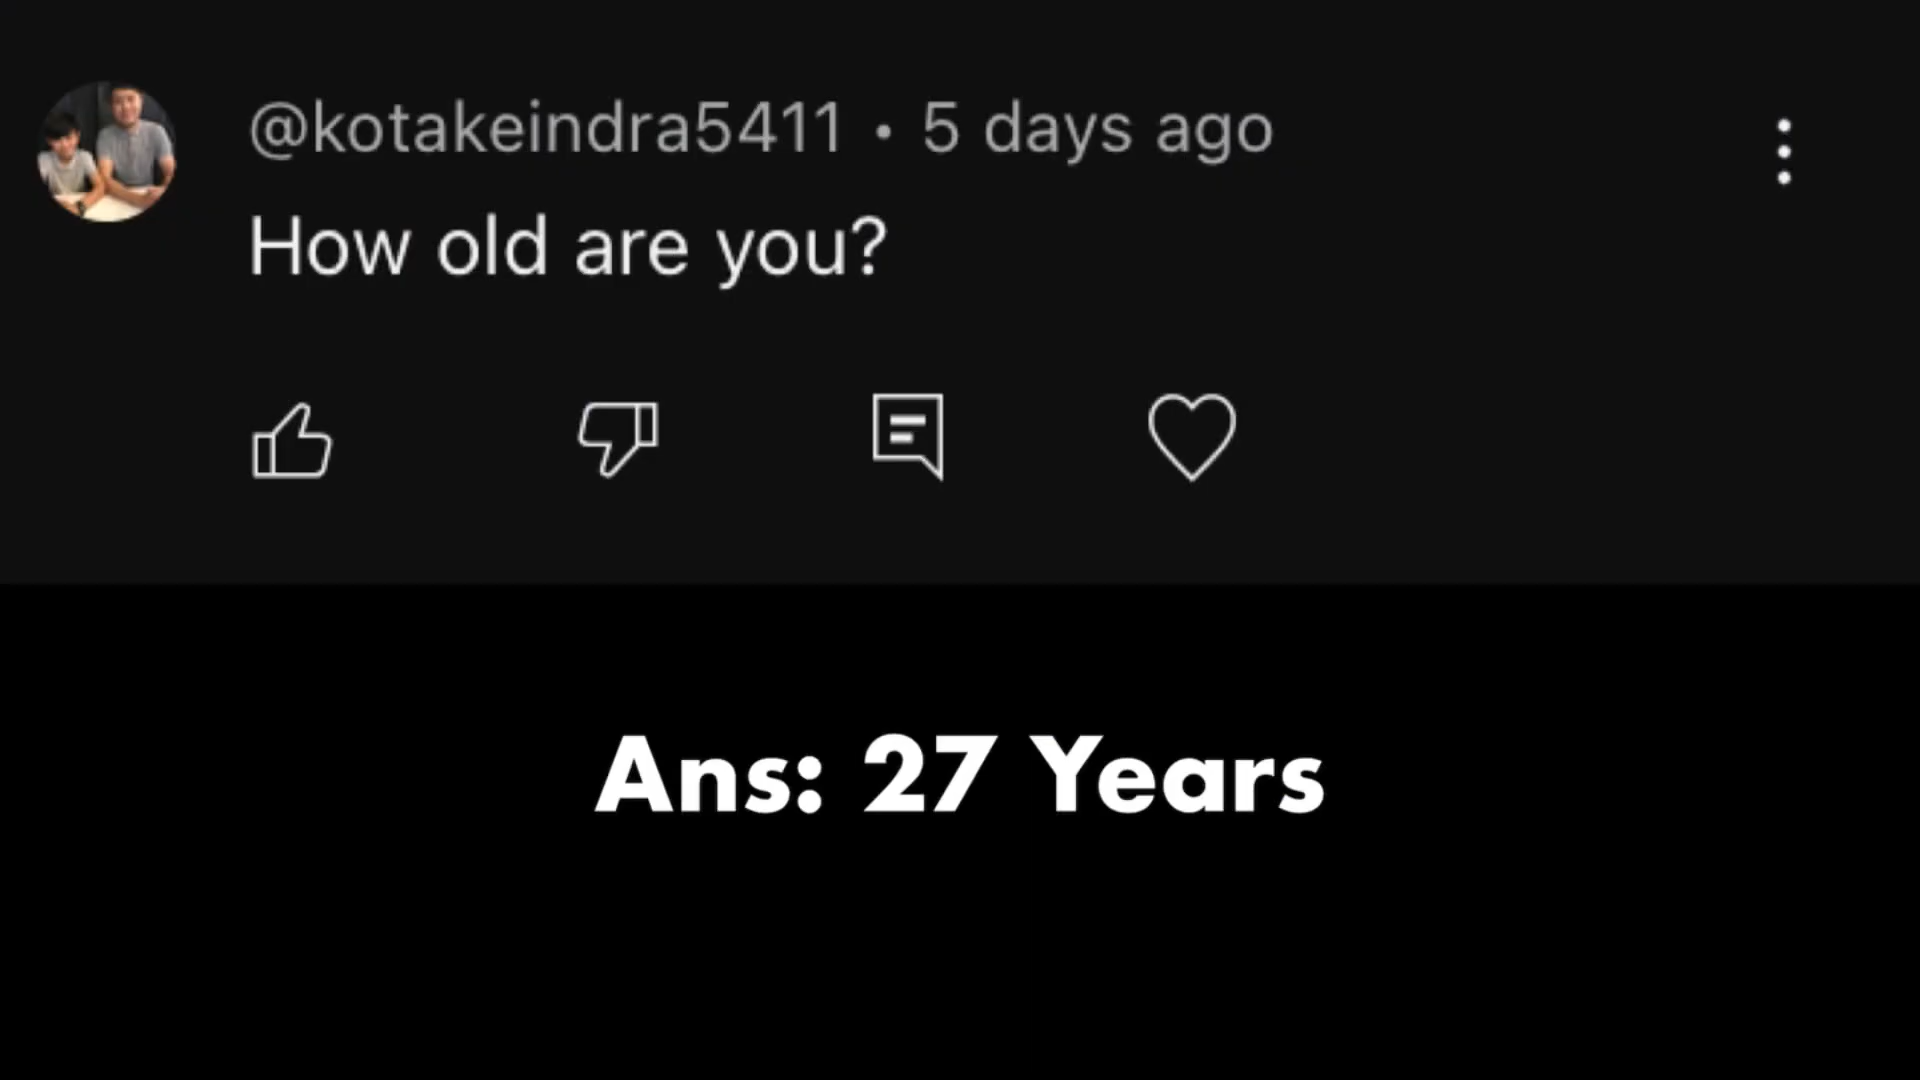 @kotakeindra5411 • 5 days ago
How old are you?
Ans: 27 Years